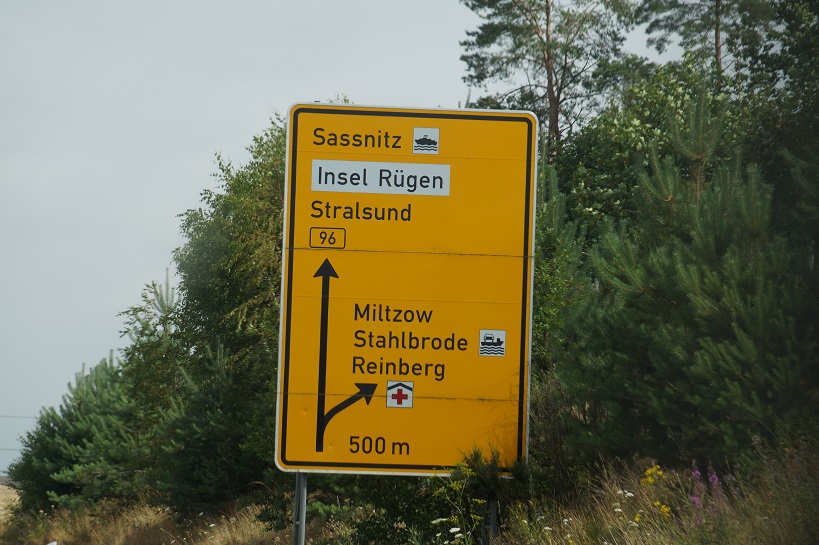 Sassnitz
Insel Rügen
Stralsund
96
Miltzow
Stahlbrode
Reinberg
500 m